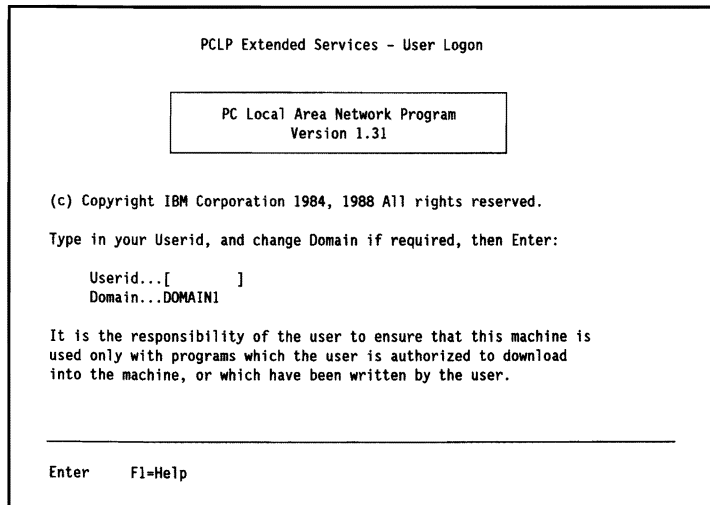 PCLP Extended Services - User Logon
PC Local Area Network Program
Version 1.31
(c) Copyright IBM Corporation 1984, 1988 All rights reserved.
Type in your Userid, and change Domain if required, then Enter:
Userid...[        ]
Domain...DOMAIN1
It is the responsibility of the user to ensure that this machine is
used only with programs which the user is authorized to download
into the machine, or which have been written by the user.
Enter     F1=Help